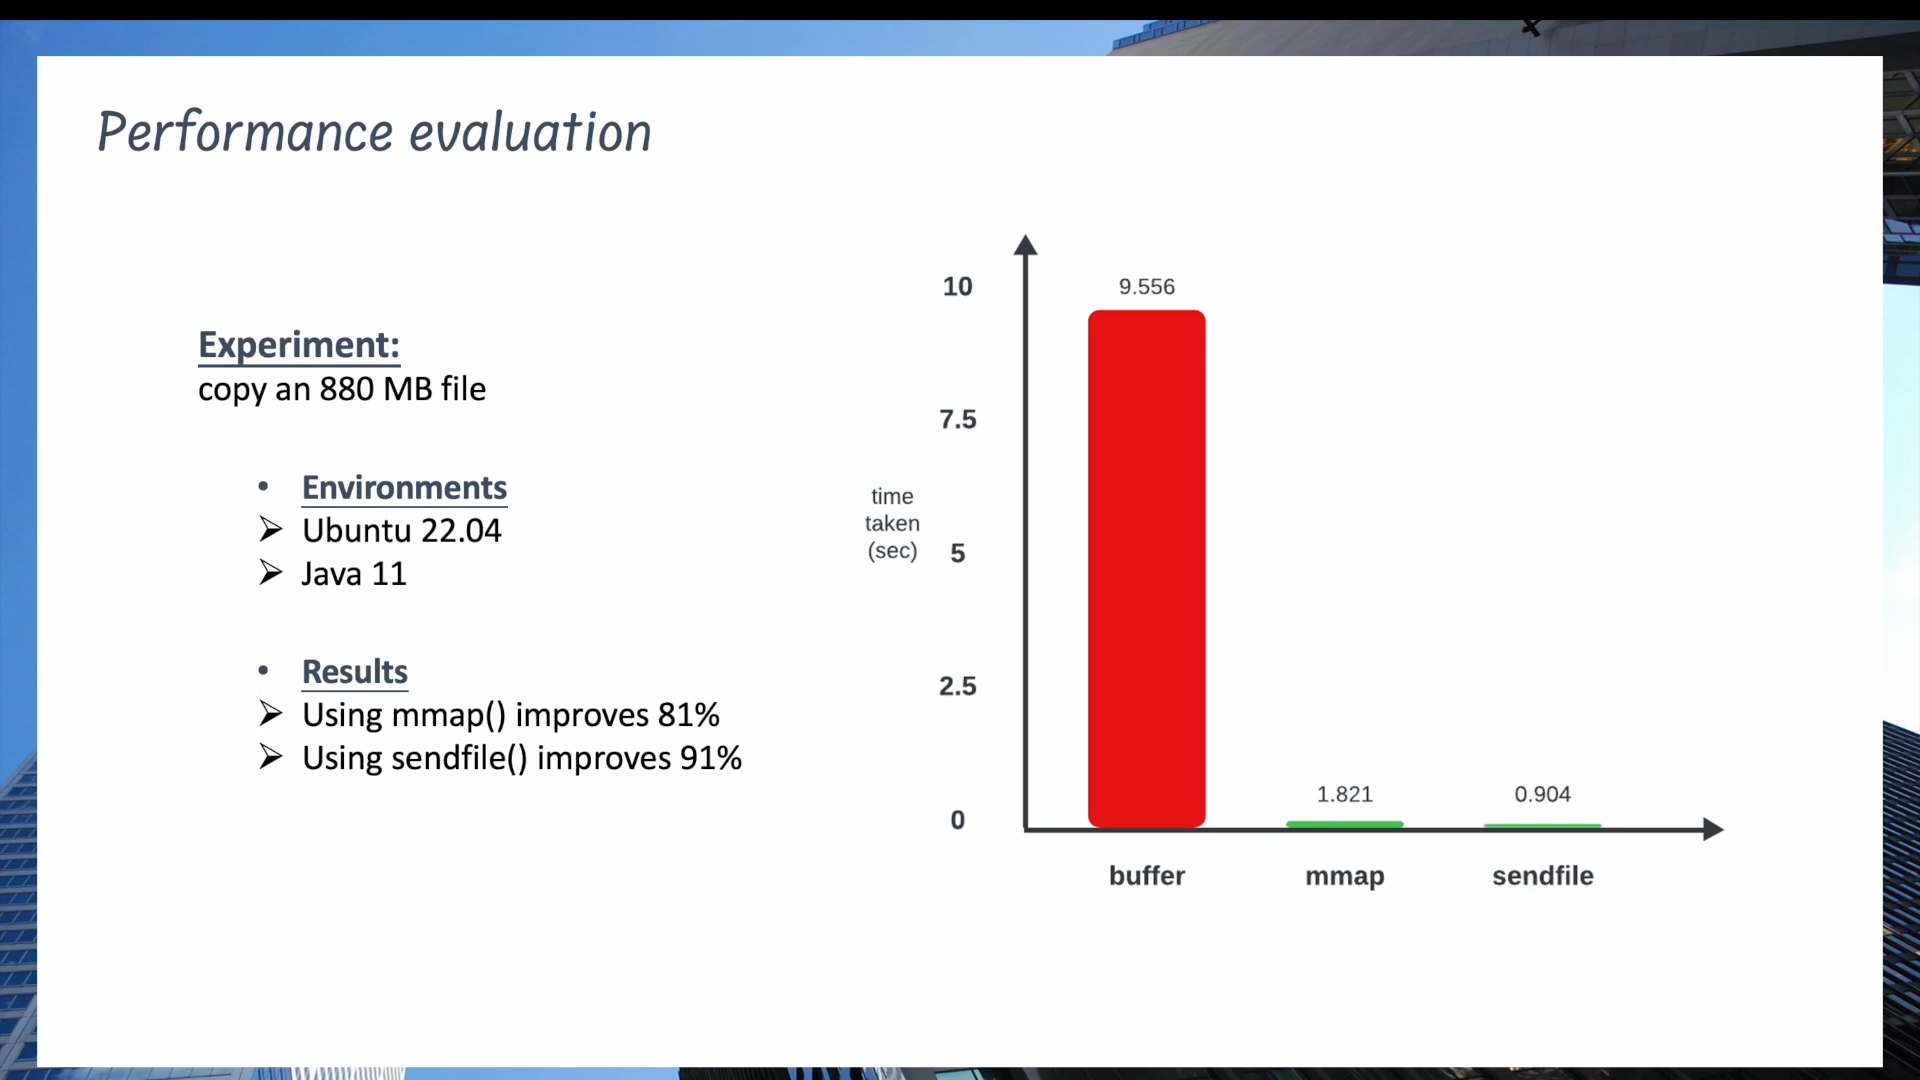 Performance evaluation
Experiment:
copy an 880 MB file
• Environments
➢ Ubuntu 22.04
➢ Java 11
• Results
➢ Using mmap() improves 81%
➢ Using sendfile() improves 91%
10
7.5
5
2.5
0
time
taken
(sec)
9.556
1.821
0.904
buffer
mmap
sendfile